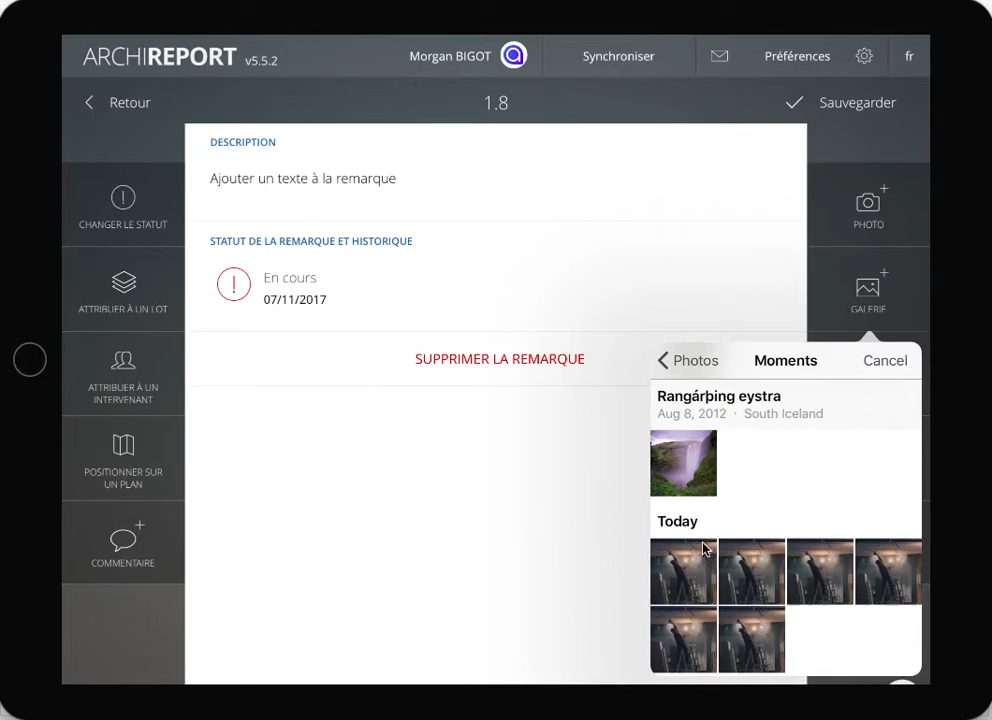 ARCHIREPORT v5.5.2
Morgan BIGOT
Synchroniser
Préférences
fr
Retour
1.8
Sauvegarder
DESCRIPTION
Ajouter un texte à la remarque
STATUT DE LA REMARQUE ET HISTORIQUE
En cours
07/11/2017
SUPPRIMER LA REMARQUE
CHANGER LE STATUT
ATTRIBUER À UN LOT
ATTRIBUER À UN
INTERVENANT
POSITIONNER SUR
UN PLAN
COMMENTAIRE
PHOTO
GALERIE
Photos
Moments
Cancel
Rangárþing eystra
Aug 8, 2012 · South Iceland
Today